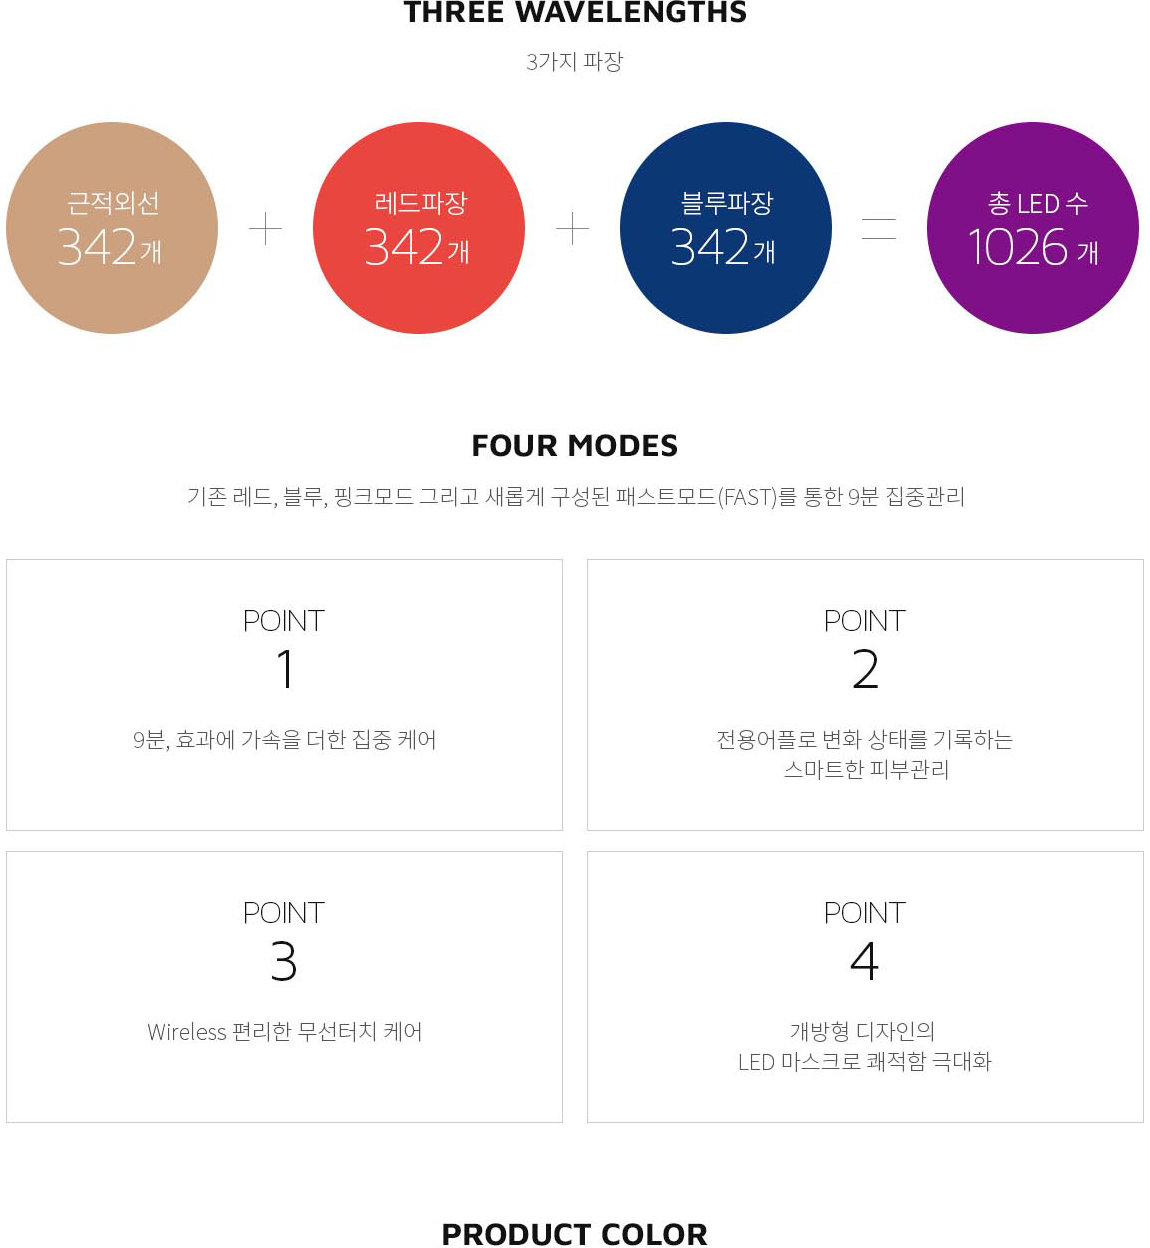 THREE WAVELENGTHS
3가지 파장
근적외선
342개
+
레드파장
342개
+
블루파장
342개
=
총 LED 수
1026 개
FOUR MODES
기존 레드, 블루, 핑크모드 그리고 새롭게 구성된 패스트모드(FAST)를 통한 9분 집중관리
POINT
1
9분, 효과에 가속을 더한 집중 케어
POINT
2
전용어플로 변화 상태를 기록하는
스마트한 피부관리
POINT
3
Wireless 편리한 무선터치 케어
POINT
4
개방형 디자인의
LED 마스크로 쾌적함 극대화
PRODUCT COLOR